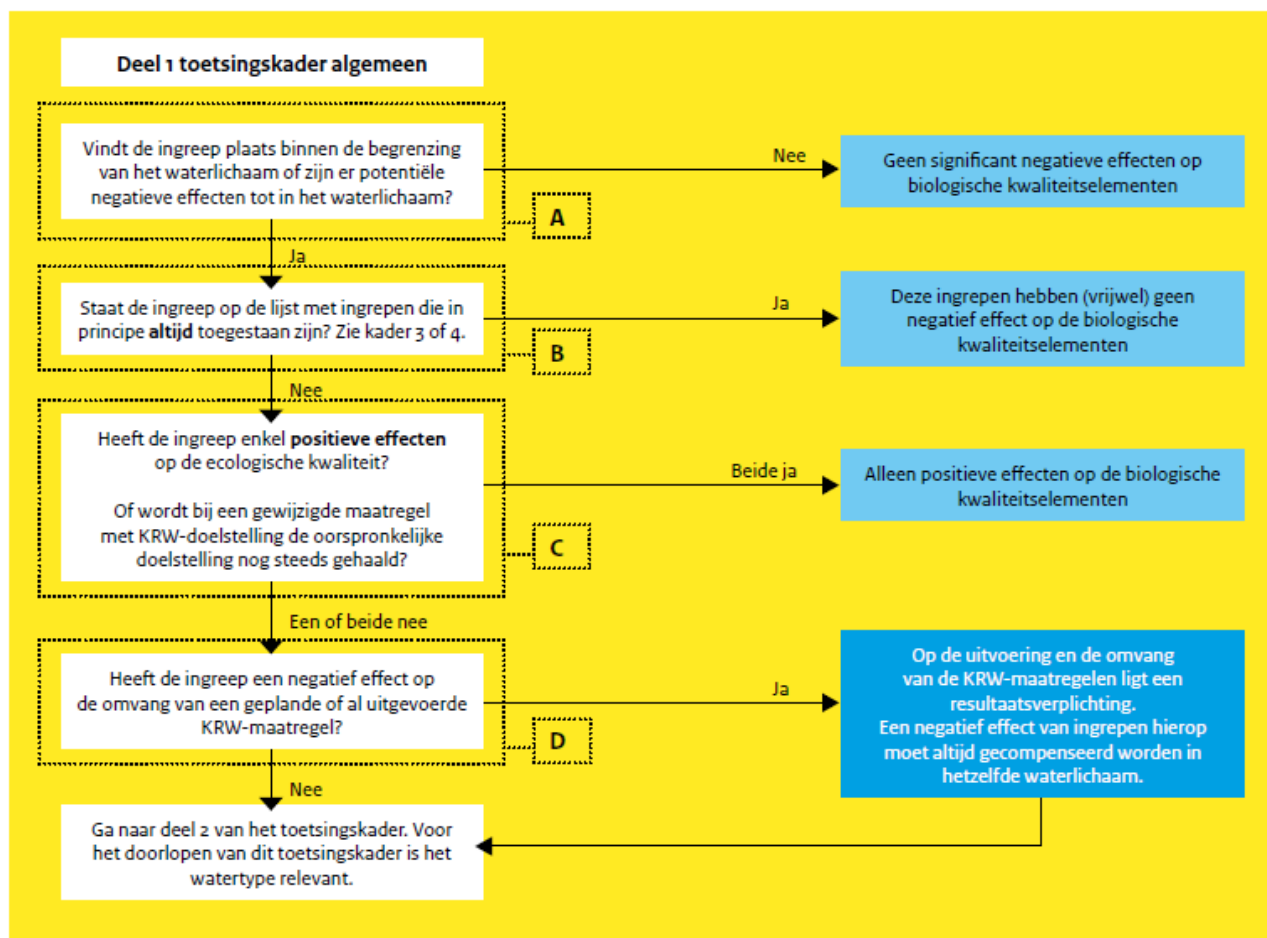 Deel 1 toetsingskader algemeen
Vindt de ingreep plaats binnen de begrenzing
van het waterlichaam of zijn er potentiële
negatieve effecten tot in het waterlichaam?
A
Nee
Geen significant negatieve effecten op
biologische kwaliteitselementen
Ja
Staat de ingreep op de lijst met ingrepen die in
principe altijd toegestaan zijn? Zie kader 3 of 4.
B
Ja
Deze ingrepen hebben (vrijwel) geen
negatief effect op de biologische
kwaliteitselementen
Nee
Heeft de ingreep enkel positieve effecten
op de ecologische kwaliteit?
Of wordt bij een gewijzigde maatregel
met KRW-doelstelling de oorspronkelijke
doelstelling nog steeds gehaald?
C
Beide ja
Alleen positieve effecten op de biologische
kwaliteitselementen
Een of beide nee
Heeft de ingreep een negatief effect op
de omvang van een geplande of al uitgevoerde
KRW-maatregel?
D
Ja
Op de uitvoering en de omvang
van de KRW-maatregelen ligt een
resultaatsverplichting.
Een negatief effect van ingrepen hierop
moet altijd gecompenseerd worden in
hetzelfde waterlichaam.
Nee
Ga naar deel 2 van het toetsingskader. Voor
het doorlopen van dit toetsingskader is het
watertype relevant.